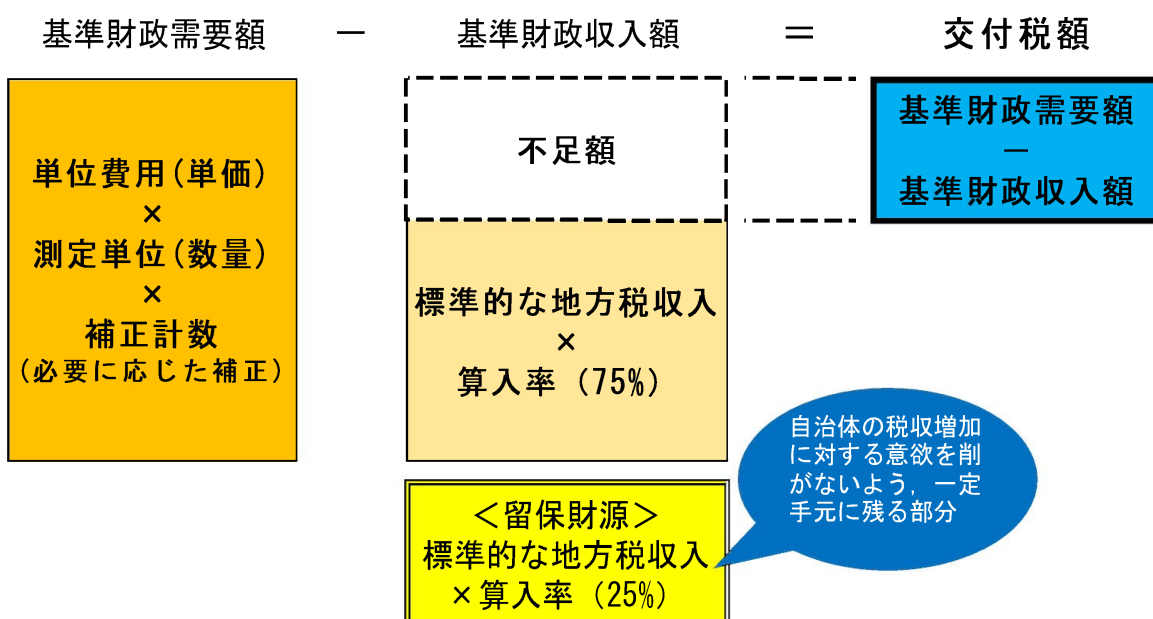 基準財政需要額 － 基準財政収入額 ＝ 交付税額
単位費用(単価)
×
測定単位(数量)
×
補正計数
(必要に応じた補正)
不足額
標準的な地方税収入
×
算入率（75%）
＜留保財源＞
標準的な地方税収入
×算入率（25%）
基準財政需要額
－
基準財政収入額
自治体の税収増加
に対する意欲を削
がないよう，一定
手元に残る部分